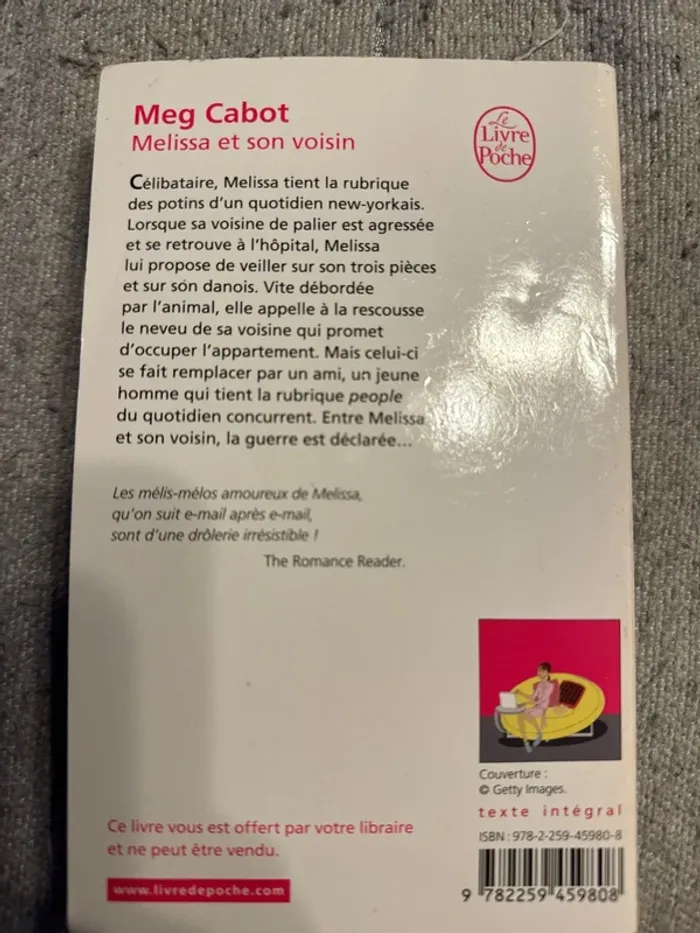 Meg Cabot
Melissa et son voisin
Le
Livre
de
Poche
Célibataire, Melissa tient la rubrique
des potins d'un quotidien new-yorkais.
Lorsque sa voisine de palier est agressée
et se retrouve à l'hôpital, Melissa
lui propose de veiller sur son trois pièces
et sur són danois. Vite débordée
par l'animal, elle appelle à la rescousse
le neveu de sa voisine qui promet
d'occuper l'appartement. Mais celui-ci
se fait remplacer par un ami, un jeune
homme qui tient la rubrique people
du quotidien concurrent. Entre Melissa
et son voisin, la guerre est déclarée...
Les mélis-mélos amoureux de Melissa,
qu'on suit e-mail après e-mail,
sont d'une drôlerie irrésistible !
The Romance Reader.
Couverture :
© Getty Images.
texte intégral
ISBN : 978-2-259-45980-8
9 782259 459808
Ce livre vous est offert par votre libraire
et ne peut être vendu.
www.livredepoche.com